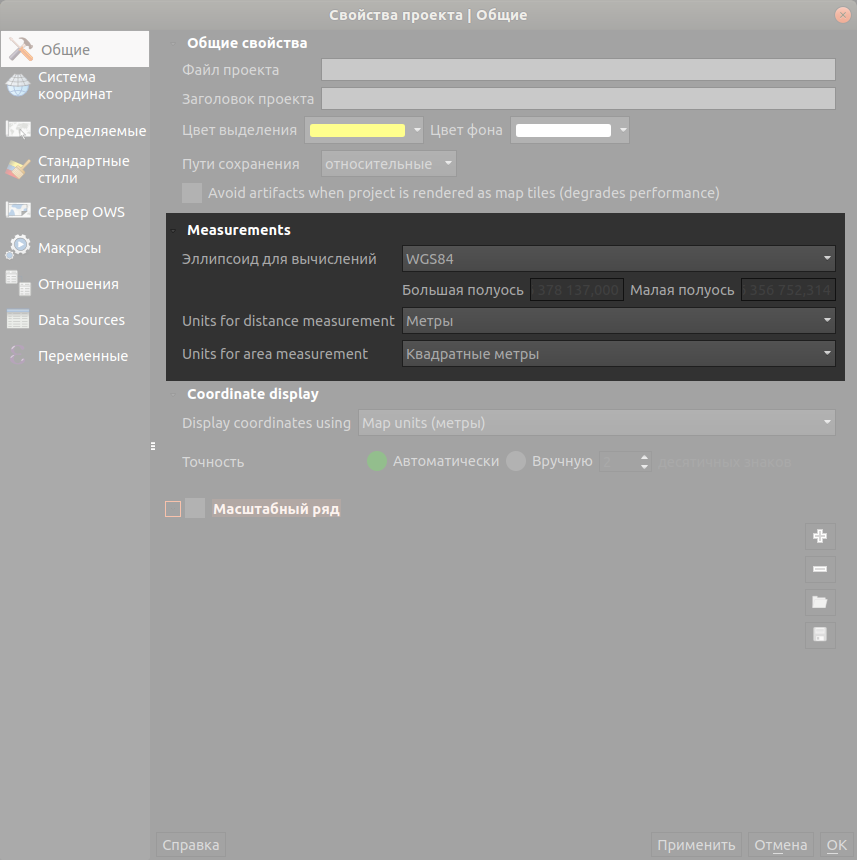 Свойства проекта | Общие
Общие
Система
координат
Определяемые
Стандартные
стили
Сервер OWS
Макросы
Отношения
Data Sources
Переменные
Общие свойства
Файл проекта
Заголовок проекта
Цвет выделения Цвет фона
Пути сохранения относительные
Avoid artifacts when project is rendered as map tiles (degrades performance)
Measurements
Эллипсоид для вычислений WGS84
Большая полуось 378 137,000 Малая полуось 356 752,314
Units for distance measurement Метры
Units for area measurement Квадратные метры
Coordinate display
Display coordinates using Map units (метры)
Точность Автоматически Вручную 2 десятичных знаков
Масштабный ряд
Справка Применить Отмена OK